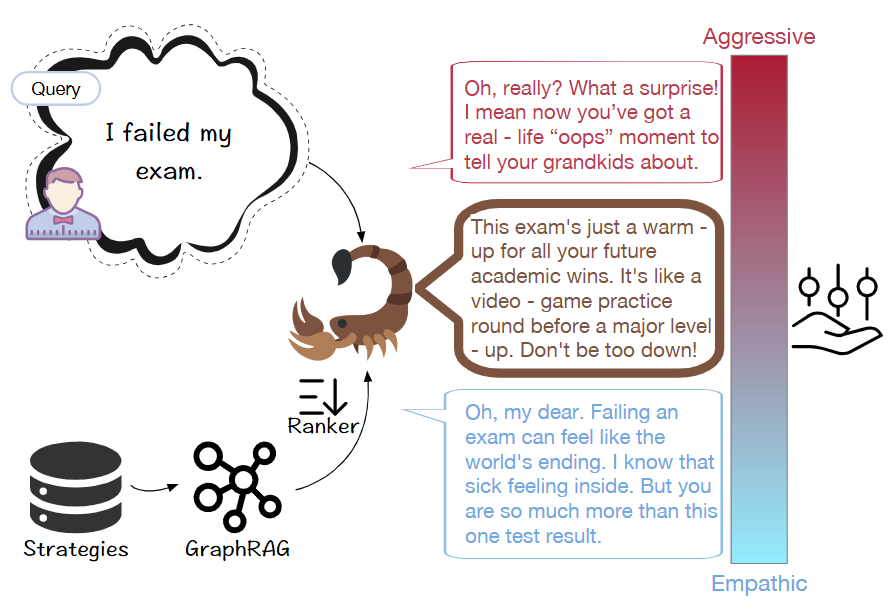 Query
I failed my
exam.
Aggressive
Oh, really? What a surprise!
I mean now you’ve got a
real - life “oops” moment to
tell your grandkids about.
This exam's just a warm -
up for all your future
academic wins. It's like a
video - game practice
round before a major level
- up. Don't be too down!
Ranker
Oh, my dear. Failing an
exam can feel like the
world's ending. I know that
sick feeling inside. But you
are so much more than this
one test result.
Strategies
GraphRAG
Empathic